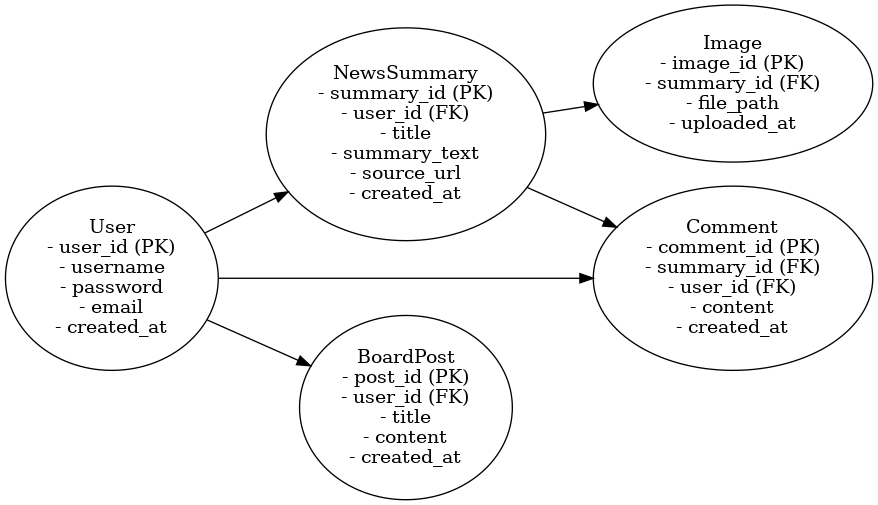 User
- user_id (PK)
- username
- password
- email
- created_at
NewsSummary
- summary_id (PK)
- user_id (FK)
- title
- summary_text
- source_url
- created_at
BoardPost
- post_id (PK)
- user_id (FK)
- title
- content
- created_at
Image
- image_id (PK)
- summary_id (FK)
- file_path
- uploaded_at
Comment
- comment_id (PK)
- summary_id (FK)
- user_id (FK)
- content
- created_at